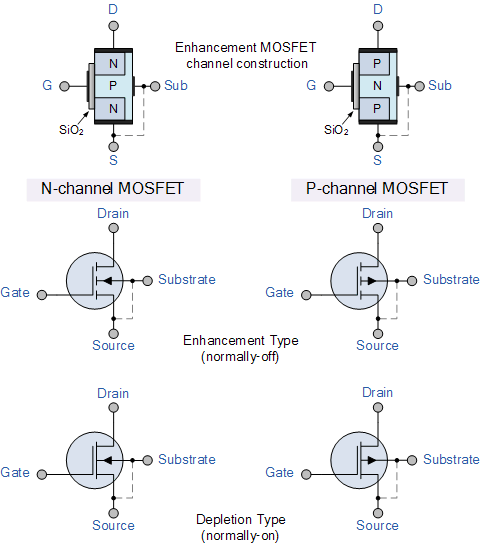 D
D
Enhancement MOSFET
channel construction
N
P
N
G
Sub
SiO₂
S
P
N
P
G
Sub
SiO₂
S
N-channel MOSFET
P-channel MOSFET
Drain
Drain
Gate
Substrate
Gate
Substrate
Source
Source
Enhancement Type
(normally-off)
Drain
Drain
Gate
Substrate
Gate
Substrate
Source
Source
Depletion Type
(normally-on)